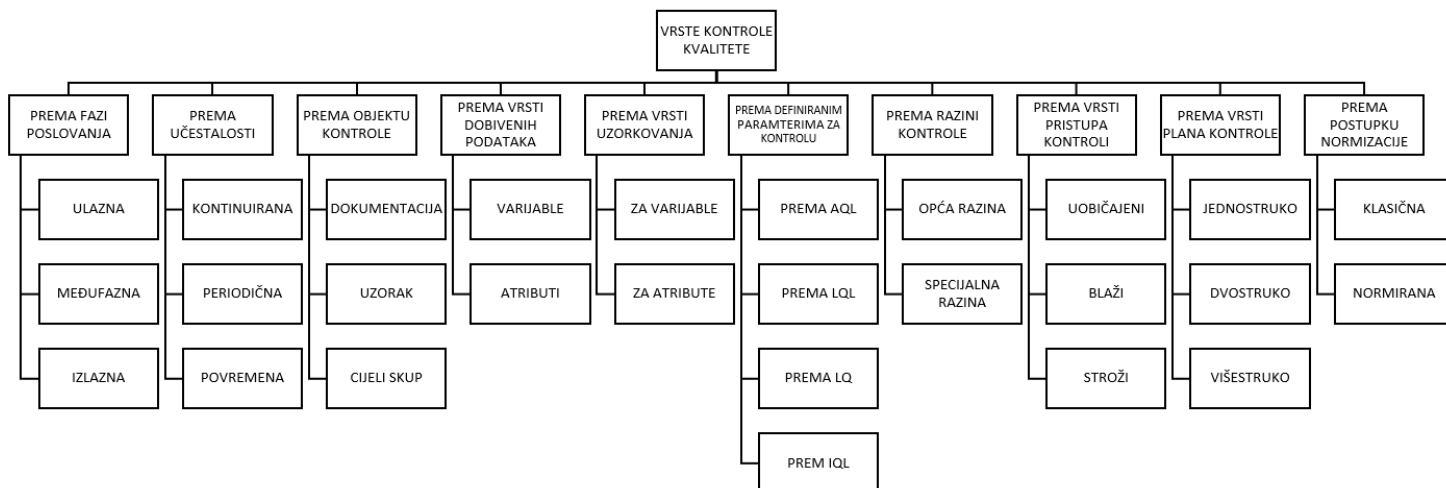 VRSTE KONTROLE
KVALITETE
PREMA FAZI
POSLOVANJA
PREMA
UČESTALOSTI
PREMA OBJEKTU
KONTROLE
PREMA VRSTI
DOBIVENIH
PODATAKA
PREMA VRSTI
UZORKOVANJA
PREMA DEFINIRANIM
PARAMTERIMA ZA
KONTROLU
PREMA RAZINI
KONTROLE
PREMA VRSTI
PRISTUPA
KONTROLI
PREMA VRSTI
PLANA KONTROLE
PREMA
POSTUPKU
NORMIZACIJE
ULAZNA
KONTINUIRANA
DOKUMENTACIJA
VARIJABLE
ZA VARIJABLE
PREMA AQL
OPĆA RAZINA
UOBIČAJENI
JEDNOSTRUKO
KLASIČNA
MEĐUFAZNA
PERIODIČNA
UZORAK
ATRIBUTI
ZA ATRIBUTE
PREMA LQL
SPECIJALNA
RAZINA
BLAŽI
DVOSTRUKO
NORMIRANA
IZLAZNA
POVREMENA
CIJELI SKUP
PREMA LQ
STROŽI
VIŠESTRUKO
PREM IQL